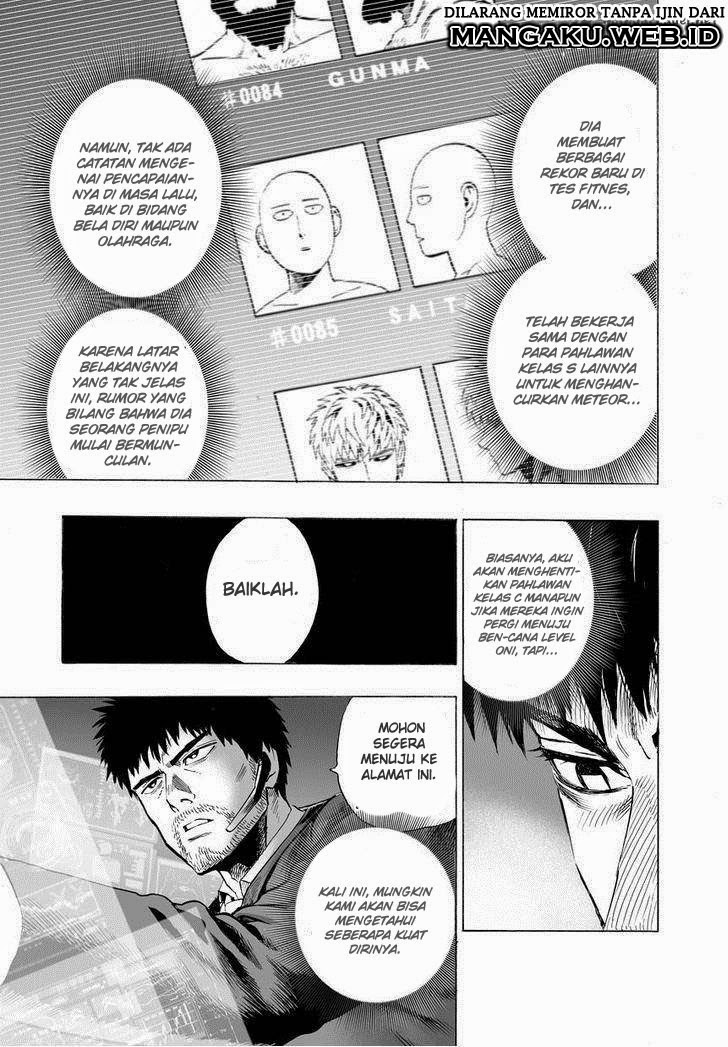 DILARANG MEMIROR TANPA IJIN DARI
MANGAKU.WEB.ID
#0084 GUNMA
DIA
MEMBUAT
BERBAGAI
REKOR BARU DI
TES FITNES,
DAN...
TELAH BEKERJA
SAMA DENGAN
PARA PAHLAWAN
KELAS S LAINNYA
UNTUK MENGHAN-
CURKAN METEOR...
NAMUN, TAK ADA
CATATAN MENGE-
NAI PENCAPAIAN-
NYA DI MASA LALU,
BAIK DI BIDANG
BELA DIRI MAUPUN
OLAHRAGA.
#0085 SAIT
KARENA LATAR
BELAKANGNYA
YANG TAK JELAS
INI, RUMOR YANG
BILANG BAHWA DIA
SEORANG PENIPU
MULAI BERMUN-
CULAN.
BIASANYA, AKU
AKAN MENGHENTI-
KAN PAHLAWAN
KELAS C MANAPUN
JIKA MEREKA INGIN
PERGI MENUJU
BEN-CANA LEVEL
ONI, TAPI...
BAIKLAH.
MOHON
SEGERA
MENUJU KE
ALAMAT INI.
KALI INI, MUNGKIN
KAMI AKAN BISA
MENGETAHUI
SEBERAPA KUAT
DIRINYA.